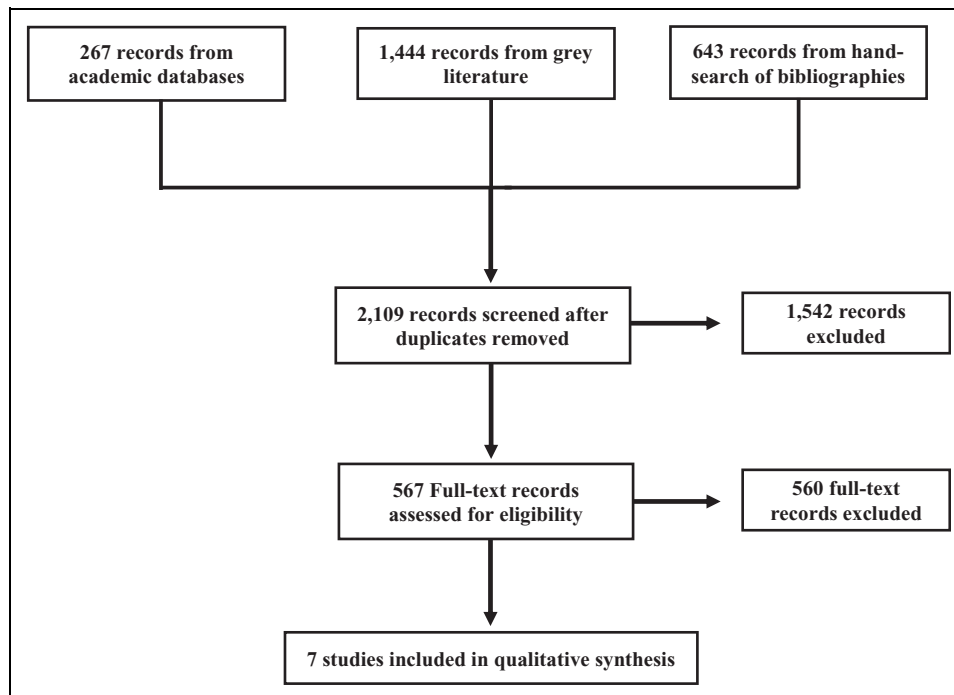 267 records from
academic databases
1,444 records from grey
literature
643 records from hand-
search of bibliographies
2,109 records screened after
duplicates removed
1,542 records
excluded
567 Full-text records
assessed for eligibility
560 full-text
records excluded
7 studies included in qualitative synthesis